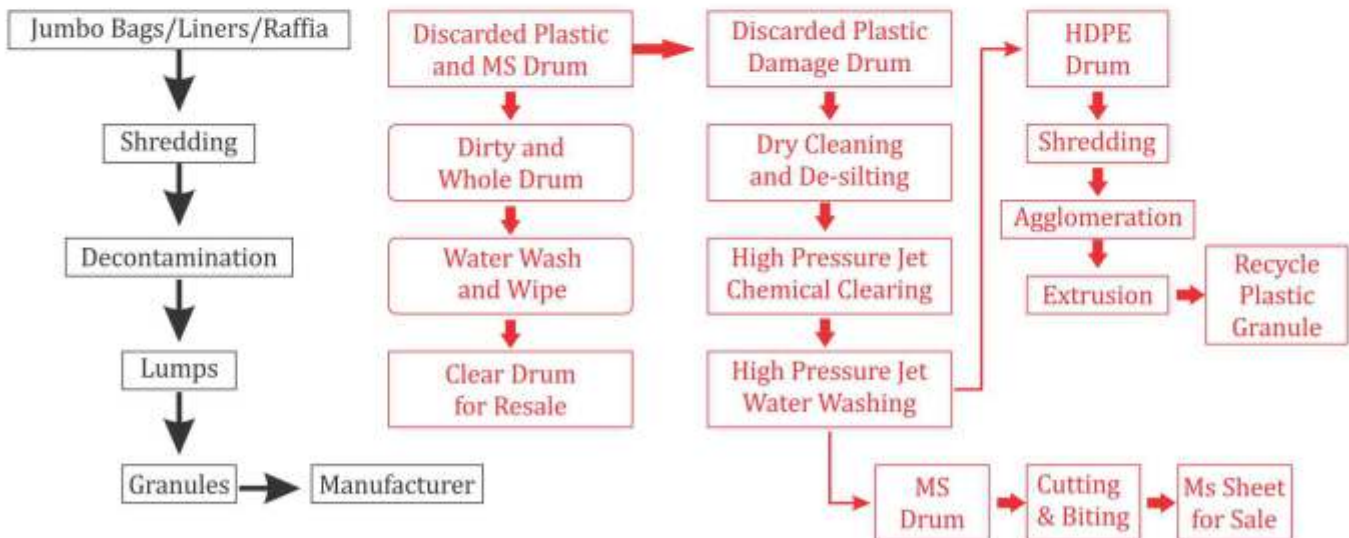 Jumbo Bags/Liners/Raffia
Shredding
Decontamination
Lumps
Granules
Manufacturer
Discarded Plastic
and MS Drum
Dirty and
Whole Drum
Water Wash
and Wipe
Clear Drum
for Resale
Discarded Plastic
Damage Drum
Dry Cleaning
and De-silting
High Pressure Jet
Chemical Clearing
High Pressure Jet
Water Washing
HDPE
Drum
Shredding
Agglomeration
Extrusion
Recycle
Plastic
Granule
MS
Drum
Cutting
& Biting
Ms Sheet
for Sale